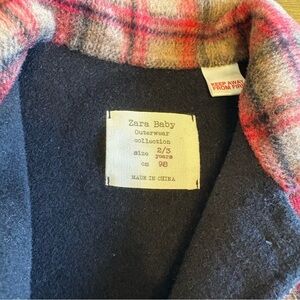 Zara Baby
Outerwear
collection
size 2/3
years
cm 98
MADE IN CHINA
KEEP AWAY
FROM FIRE